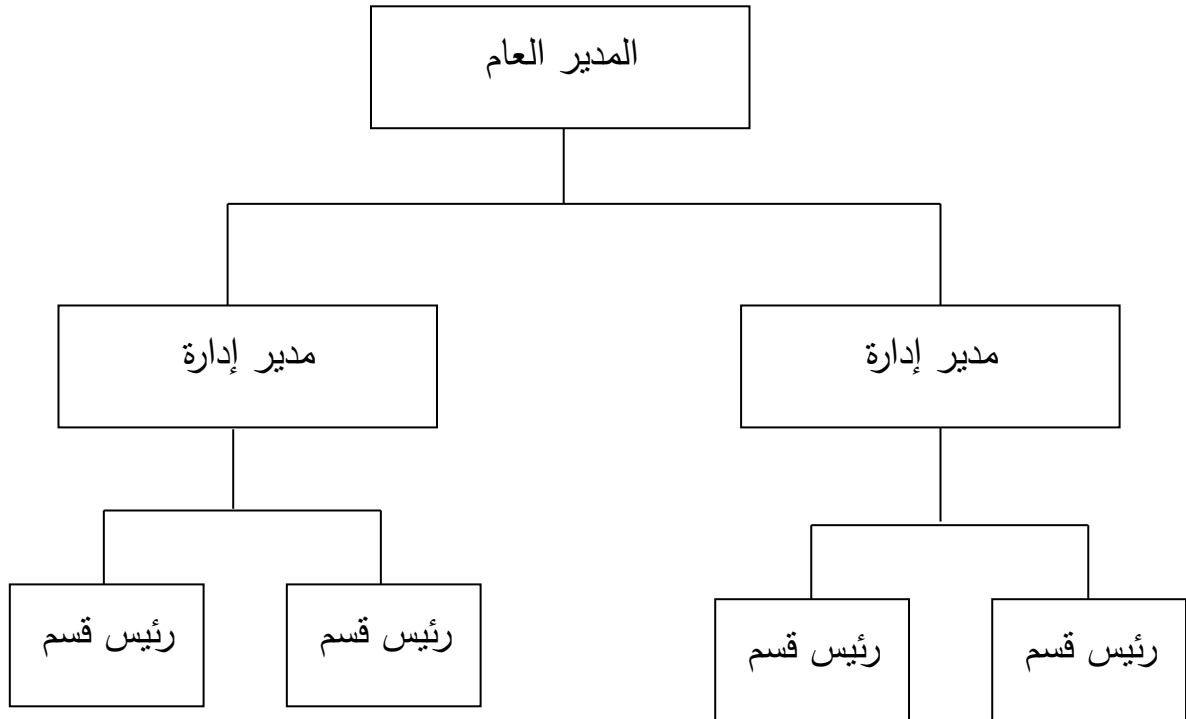 المدير العام
مدير إدارة
مدير إدارة
رئيس قسم
رئيس قسم
رئيس قسم
رئيس قسم